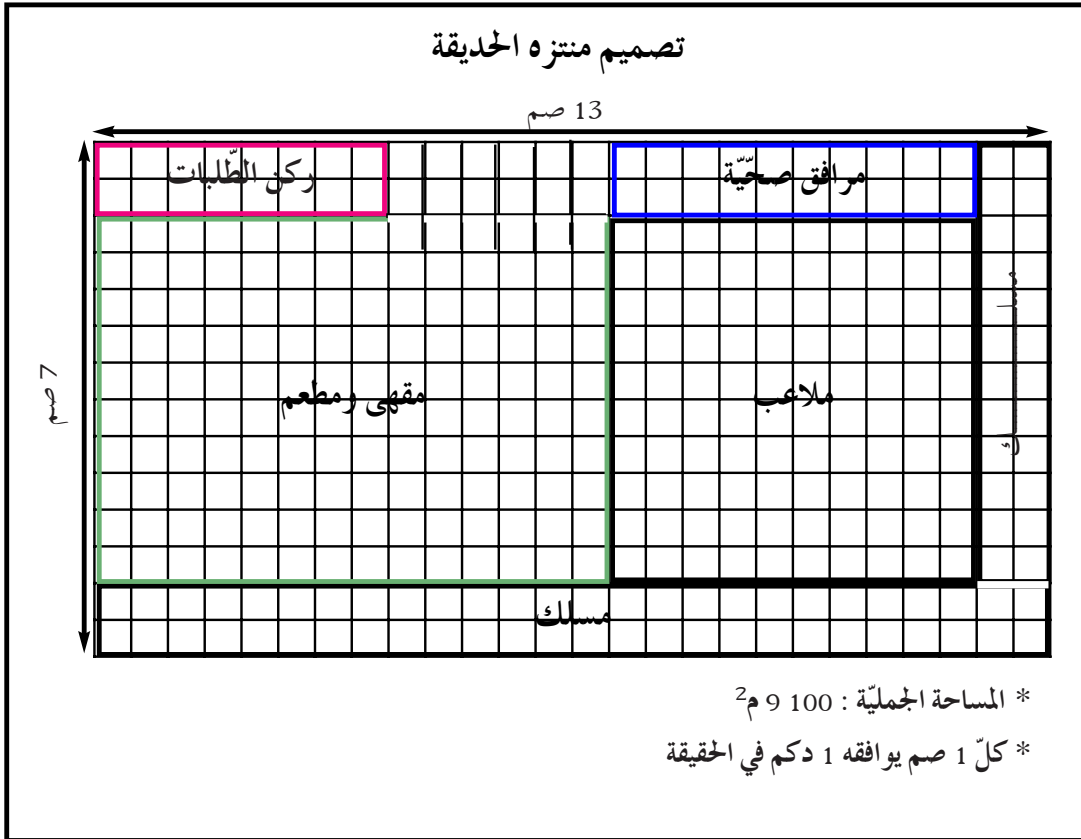 تصميم منتزه الحديقة
13 صم
ركن الطّلبات
مرافق صحّيّة
مسلك
7 صم
مقهى ومطعم
ملاعب
مسلك
* المساحة الجمليّة : 100 9 م²
* كلّ 1 صم يوافقه 1 دكم في الحقيقة